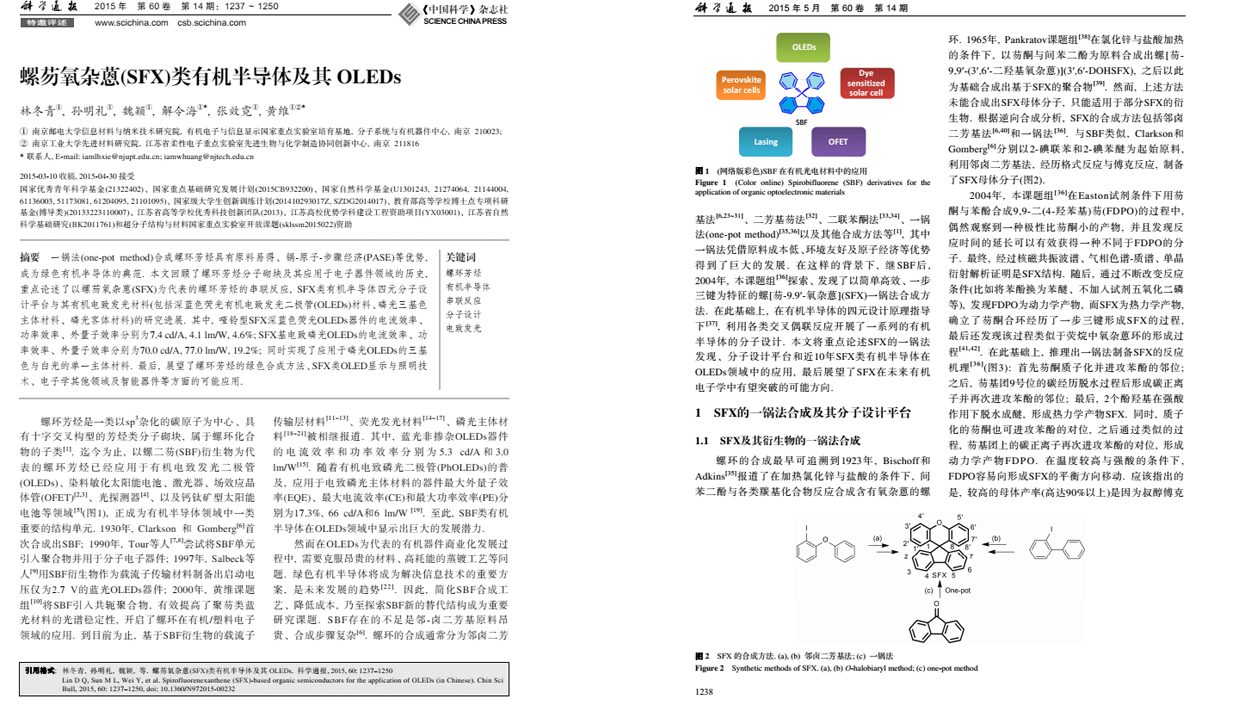 科学通报 2015年 第60卷 第14期: 1237 ~ 1250
特邀评述 www.scichina.com csb.scichina.com
《中国科学》杂志社
SCIENCE CHINA PRESS
螺芴氧杂蒽(SFX)类有机半导体及其 OLEDs
林冬青①, 孙明礼①, 魏颖①, 解令海①*, 张效霓①, 黄维①②*
① 南京邮电大学信息材料与纳米技术研究院, 有机电子与信息显示国家重点实验室培育基地, 分子系统与有机器件中心, 南京 210023;
② 南京工业大学先进材料研究院, 江苏省柔性电子重点实验室先进生物与化学制造协同创新中心, 南京 211816
* 联系人, E-mail: iamlhxie@njupt.edu.cn; iamwhuang@njtech.edu.cn
2015-03-10 收稿, 2015-04-30 接受
国家优秀青年科学基金(21322402)、国家重点基础研究发展计划(2015CB932200)、国家自然科学基金(U1301243, 21274064, 21144004,
61136003, 51173081, 61204095, 21101095)、国家级大学生创新训练计划(201410293017Z, SZDG2014017)、教育部高等学校博士点专项科研
基金(博导类)(20133223110007)、江苏省高等学校优秀科技创新团队(2013)、江苏高校优势学科建设工程资助项目(YX03001)、江苏省自然
科学基础研究(BK2011761)和超分子结构与材料国家重点实验室开放课题(sklssm2015022)资助
摘要 一锅法(one-pot method)合成螺环芳烃具有原料易得、锅-原子-步骤经济(PASE)等优势,
成为绿色有机半导体的典范. 本文回顾了螺环芳烃分子砌块及其应用于电子器件领域的历史,
重点论述了以螺芴氧杂蒽(SFX)为代表的螺环芳烃的串联反应, SFX类有机半导体四元分子设
计平台与其有机电致发光材料(包括深蓝色荧光有机电致发光二极管(OLEDs)材料、磷光三基色
主体材料、磷光客体材料)的研究进展. 其中, 哑铃型SFX深蓝色荧光OLEDs器件的电流效率、
功率效率、外量子效率分别为7.4 cd/A, 4.1 lm/W, 4.6%; SFX基电致磷光OLEDs的电流效率、功
率效率、外量子效率分别为70.0 cd/A, 77.0 lm/W, 19.2%; 同时实现了应用于磷光OLEDs的三基
色与白光的单一主体材料. 最后, 展望了螺环芳烃的绿色合成方法、SFX类OLED显示与照明技
术、电子学其他领域及智能器件等方面的可能应用.
关键词
螺环芳烃
有机半导体
串联反应
分子设计
电致发光
螺环芳烃是一类以sp³杂化的碳原子为中心、具
有十字交叉构型的芳烃类分子砌块, 属于螺环化合
物的子类[1]. 迄今为止, 以螺二芴(SBF)衍生物为代
表的螺环芳烃已经应用于有机电致发光二极管
(OLEDs)、染料敏化太阳能电池、激光器、场效应晶
体管(OFET)[2,3]、光探测器[4]、以及钙钛矿型太阳能
电池等领域[5](图1), 正成为有机半导体领域中一类
重要的结构单元. 1930年, Clarkson 和 Gomberg[6]首
次合成出SBF; 1990年, Tour等人[7,8]尝试将SBF单元
引入聚合物并用于分子电子器件; 1997年, Salbeck等
人[9]用SBF衍生物作为载流子传输材料制备出启动电
压仅为2.7 V的蓝光OLEDs器件; 2000年, 黄维课题
组[10]将SBF引入共轭聚合物, 有效提高了聚芴类蓝
光材料的光谱稳定性, 开启了螺环在有机/塑料电子
领域的应用. 到目前为止, 基于SBF衍生物的载流子
传输层材料[11~13]、荧光发光材料[14~17]、磷光主体材
料[18~21]被相继报道. 其中, 蓝光非掺杂OLEDs器件
的电流效率和功率效率分别为5.3 cd/A和3.0
lm/W[15]. 随着有机电致磷光二极管(PhOLEDs)的普
及, 应用于电致磷光主体材料的器件最大外量子效
率(EQE)、最大电流效率(CE)和最大功率效率(PE)分
别为17.3%, 66 cd/A和6 lm/W [19]. 至此, SBF类有机
半导体在OLEDs领域中显示出巨大的发展潜力.
然而在OLEDs为代表的有机器件商业化发展过
程中, 需要克服昂贵的材料、高耗能的蒸镀工艺等问
题. 绿色有机半导体将成为解决信息技术的重要方
案, 是未来发展的趋势[22]. 因此, 简化SBF合成工
艺、降低成本, 乃至探索SBF新的替代结构成为重要
研究课题. SBF存在的不足是邻-卤二芳基原料昂
贵、合成步骤复杂[6]. 螺环的合成通常分为邻卤二芳
引用格式: 林冬青, 孙明礼, 魏颖, 等. 螺芴氧杂蒽(SFX)类有机半导体及其 OLEDs. 科学通报, 2015, 60: 1237–1250
Lin D Q, Sun M L, Wei Y, et al. Spirofluorenexanthene (SFX)-based organic semiconductors for the application of OLEDs (in Chinese). Chin Sci
Bull, 2015, 60: 1237–1250, doi: 10.1360/N972015-00232
科学通报 2015年5月 第60卷 第14期
OLEDs
Perovskite
solar cells
Dye
sensitized
solar cell
SBF
Lasing
OFET
图 1 (网络版彩色)SBF 在有机光电材料中的应用
Figure 1 (Color online) Spirobifluorene (SBF) derivatives for the
application of organic optoelectronic materials
基法[6,23~31]、二芳基芴法[32]、二联苯酮法[33,34]、一锅
法(one-pot method)[35,36]以及其他合成方法等[1], 其中
一锅法凭借原料成本低、环境友好及原子经济等优势
得到了巨大的发展. 在这样的背景下, 继SBF后,
2004年, 本课题组[36]探索、发现了以简单高效、一步
三键为特征的螺[芴-9,9'-氧杂蒽](SFX)一锅法合成方
法. 在此基础上, 在有机半导体的四元设计原理指导
下[37], 利用各类交叉偶联反应开展了一系列的有机
半导体的分子设计. 本文将重点论述SFX的一锅法
发现、分子设计平台和近10年SFX类有机半导体在
OLEDs领域中的应用, 最后展望了SFX在未来有机
电子学中有望突破的可能方向.
1 SFX的一锅法合成及其分子设计平台
1.1 SFX及其衍生物的一锅法合成
螺环的合成最早可追溯到1923年, Bischoff和
Adkins[35]报道了在加热氯化锌与盐酸的条件下, 间
苯二酚与各类羰基化合物反应合成含有氧杂蒽的螺
环. 1965年, Pankratov课题组[38]在氯化锌与盐酸加热
的条件下, 以芴酮与间苯二酚为原料合成出螺[芴-
9,9'-(3',6'-二羟基氧杂蒽)](3',6'-DOHSFX), 之后以此
为基础合成出基于SFX的聚合物[39]. 然而, 上述方法
未能合成出SFX母体分子, 只能适用于部分SFX的衍
生物. 根据逆向合成分析, SFX的合成方法包括邻卤
二芳基法[6,40]和一锅法[36]. 与SBF类似, Clarkson和
Gomberg[6]分别以2-碘联苯和2-碘苯醚为起始原料,
利用邻卤二芳基法, 经历格式反应与傅克反应, 制备
了SFX母体分子(图2).
2004年, 本课题组[36]在Easton试剂条件下用芴
酮与苯酚合成9,9-二(4-羟苯基)芴(FDPO)的过程中,
偶然观察到一种极性比芴酮小的产物, 并且发现反
应时间的延长可以有效获得一种不同于FDPO的分
子. 最终, 经过核磁共振波谱、气相色谱-质谱、单晶
衍射解析证明是SFX结构. 随后, 通过不断改变反应
条件(比如将苯酚换为苯醚、不加入试剂五氧化二磷
等), 发现FDPO为动力学产物, 而SFX为热力学产物,
确立了芴酮合环经历了一步三键形成SFX的过程,
最后还发现该过程类似于荧烷中氧杂蒽环的形成过
程[41,42]. 在此基础上, 推理出一锅法制备SFX的反应
机理[36](图3): 首先芴酮质子化并进攻苯酚的邻位;
之后, 芴基团9号位的碳经历脱水过程后形成碳正离
子并再次进攻苯酚的邻位; 最后, 2个酚羟基在强酸
作用下脱水成醚, 形成热力学产物SFX. 同时, 质子
化的芴酮也可进攻苯酚的对位, 之后通过类似的过
程, 芴基团上的碳正离子再次进攻苯酚的对位, 形成
动力学产物FDPO. 在温度较高与强酸的条件下,
FDPO容易向形成SFX的平衡方向移动. 应该指出的
是, 较高的母体产率(高达90%以上)是因为叔醇傅克
I
O
(a)
4' 5'
3' O 6'
2' 7'
1' 1 8 8'
2 7
3 6
4 SFX 5
(b)
I
(c) One-pot
O
图 2 SFX 的合成方法. (a), (b) 邻卤二芳基法; (c) 一锅法
Figure 2 Synthetic methods of SFX. (a), (b) O-halobiaryl method; (c) one-pot method
1238